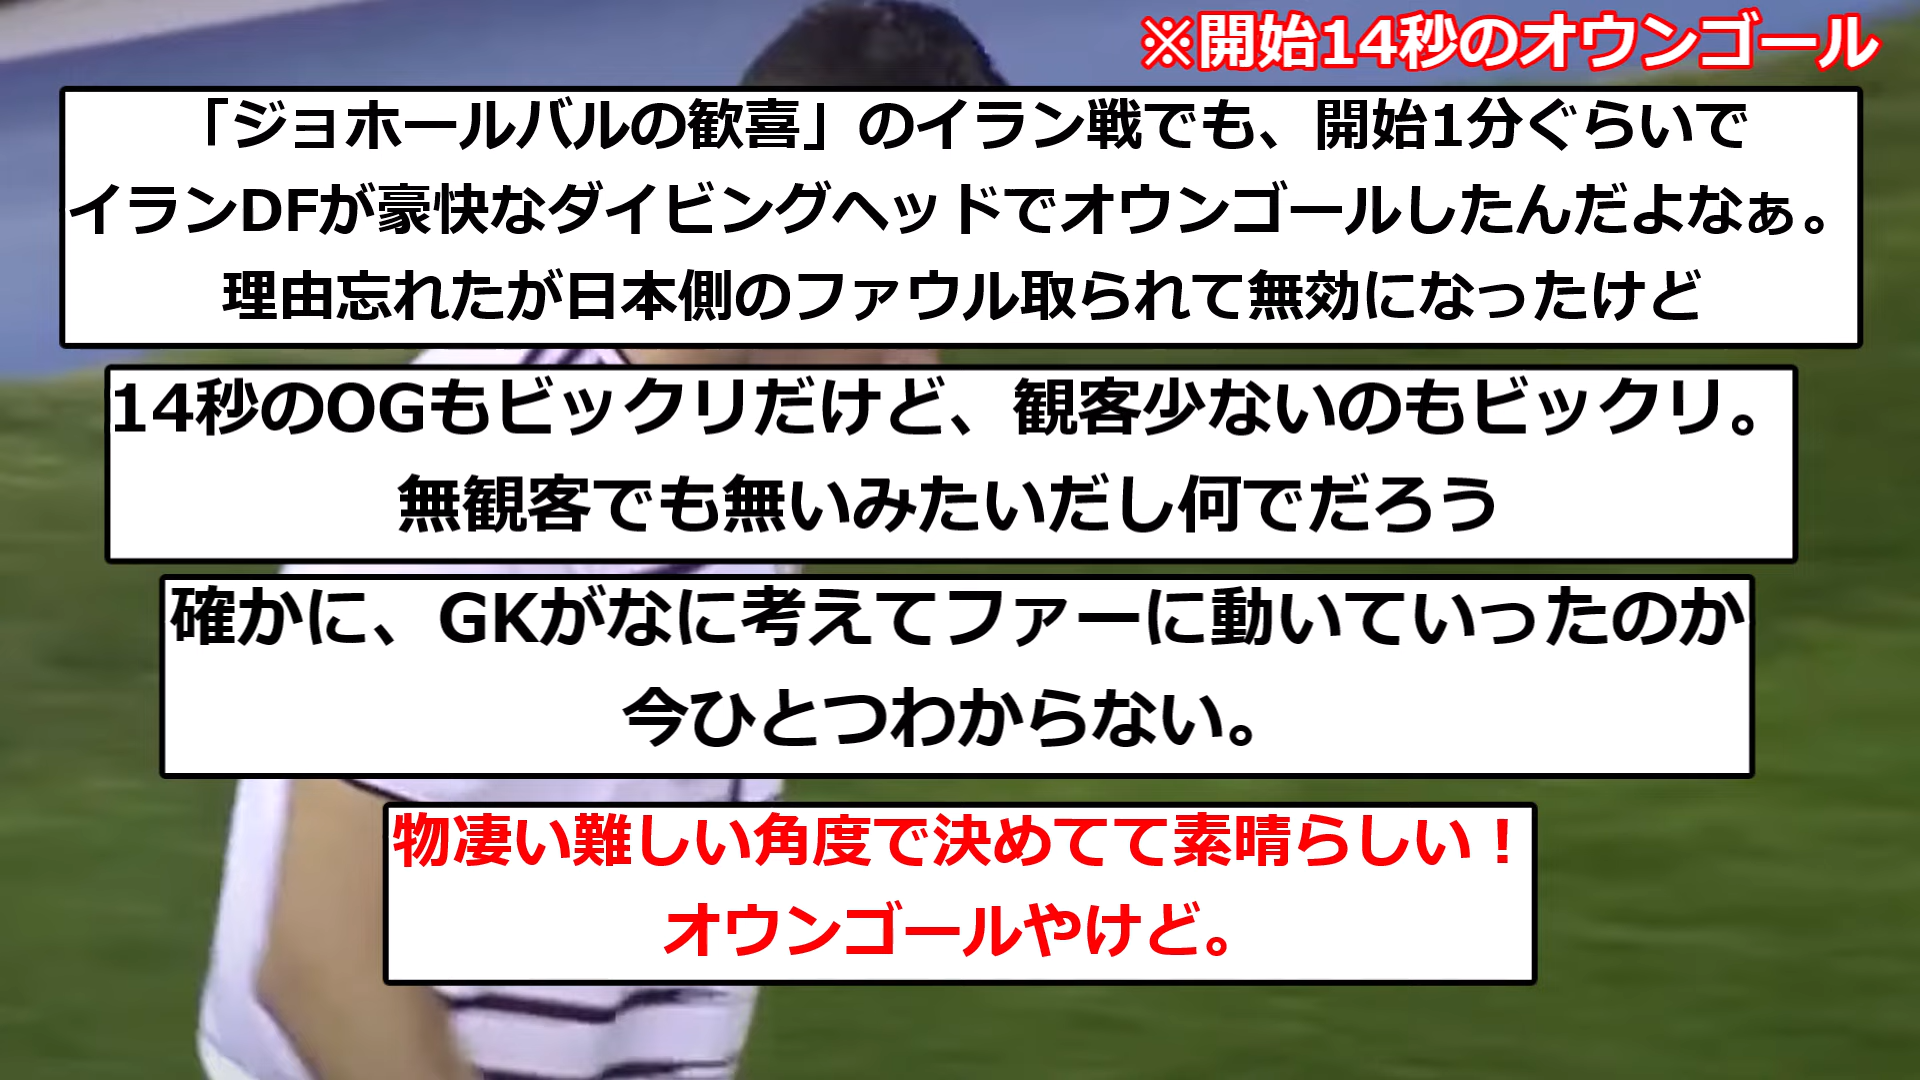 ※開始14秒のオウンゴール
「ジョホールバルの歓喜」のイラン戦でも、開始1分ぐらいで
イランDFが豪快なダイビングヘッドでオウンゴールしたんだよなぁ。
理由忘れたが日本側のファウル取られて無効になったけど
14秒のOGもビックリだけど、観客少ないのもビックリ。
無観客でも無いみたいだし何でだろう
確かに、GKがなに考えてファーに動いていったのか
今ひとつわからない。
物凄い難しい角度で決めてて素晴らしい！
オウンゴールやけど。